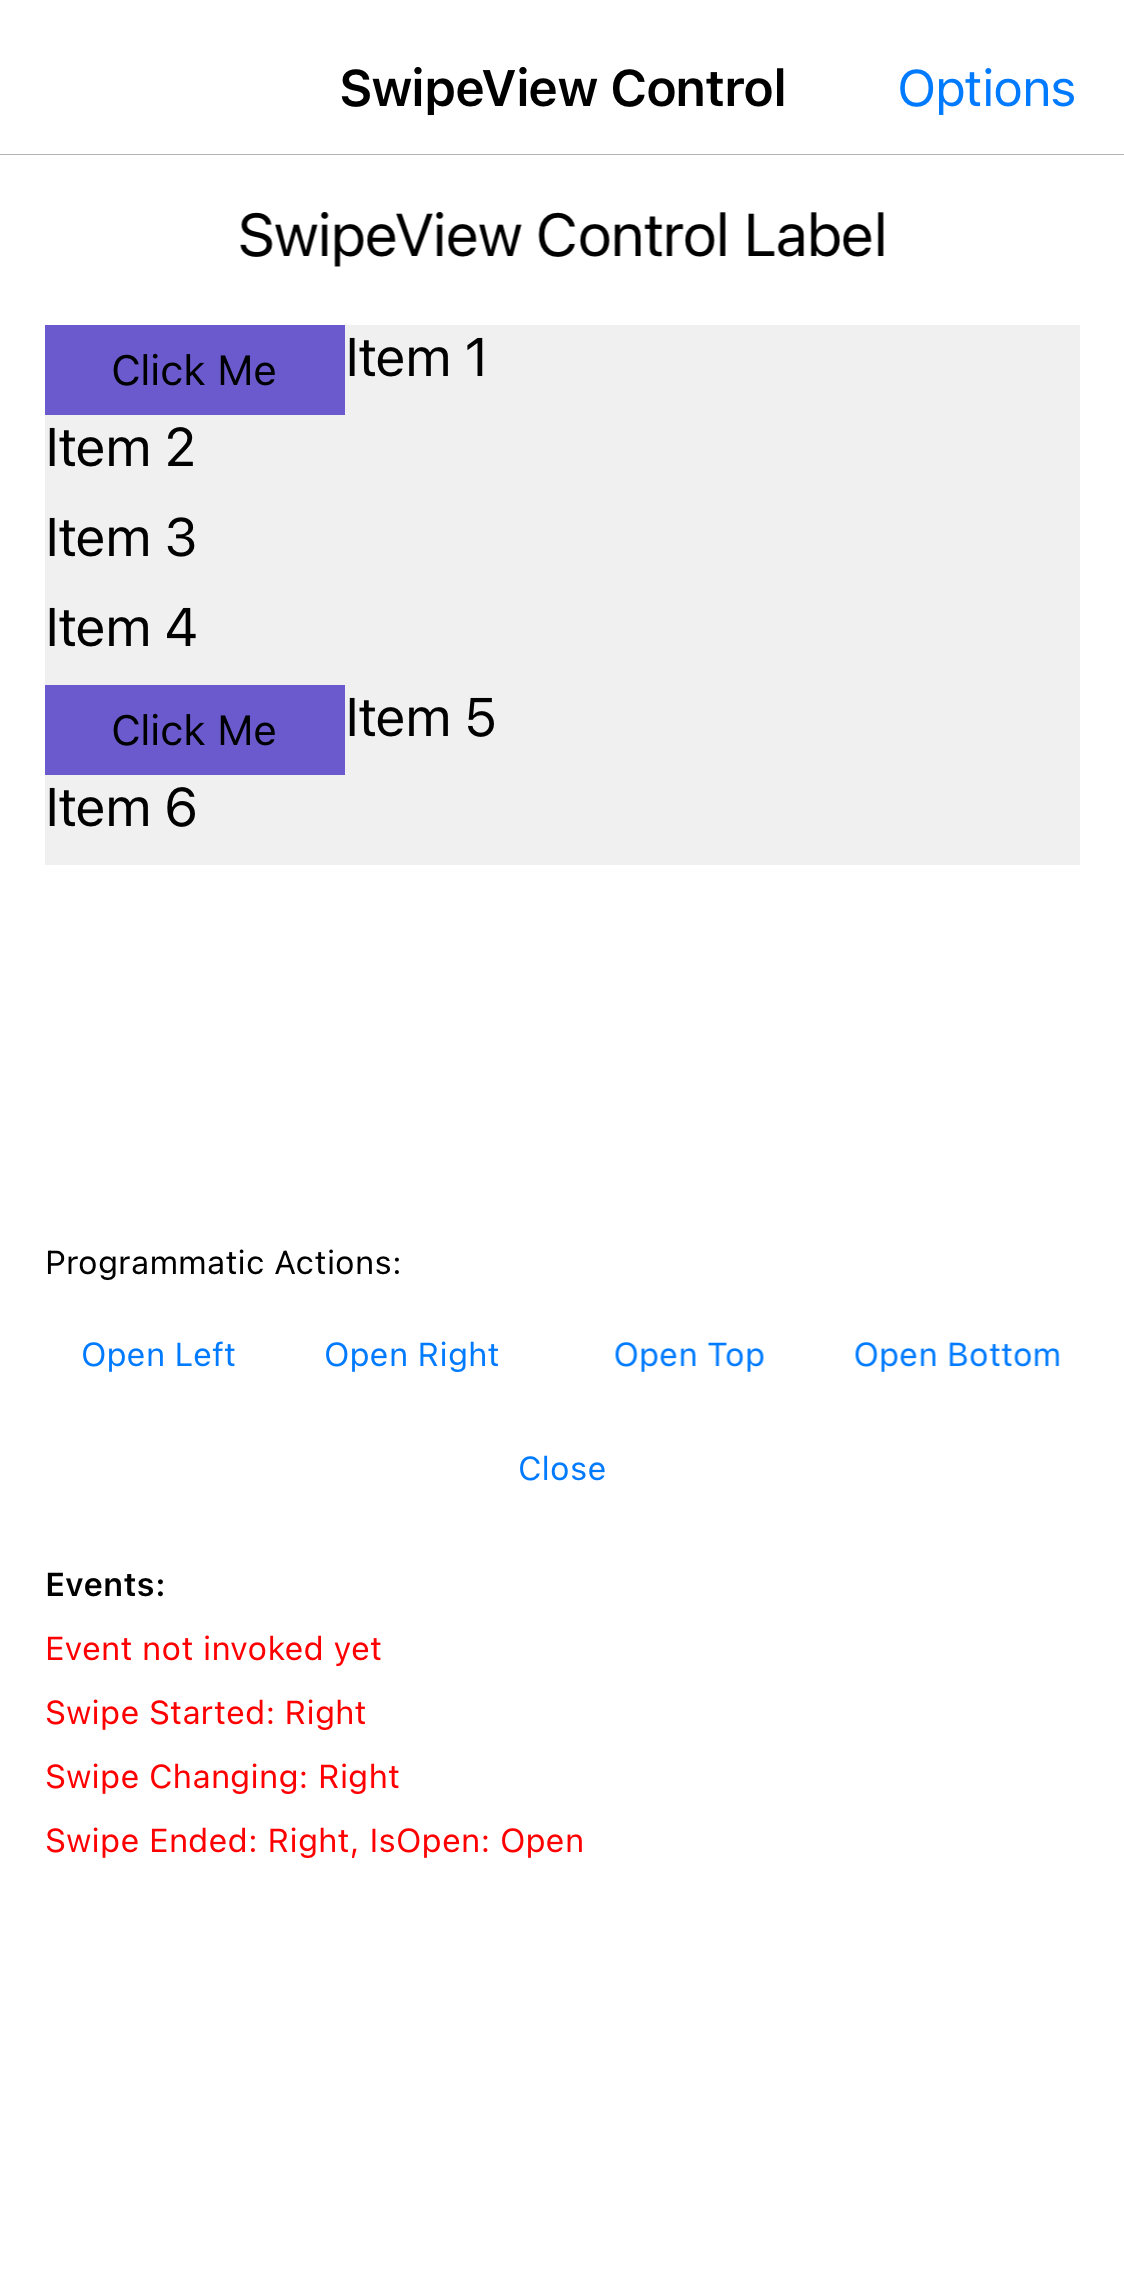 SwipeView Control
Options
SwipeView Control Label
Click Me Item 1
Item 2
Item 3
Item 4
Click Me Item 5
Item 6
Programmatic Actions:
Open Left Open Right Open Top Open Bottom
Close
Events:
Event not invoked yet
Swipe Started: Right
Swipe Changing: Right
Swipe Ended: Right, IsOpen: Open